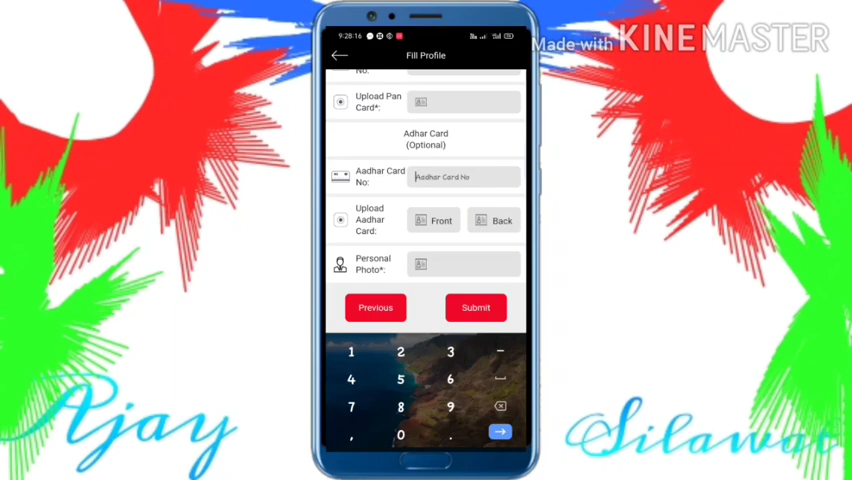 9:28:16
Made with KINEMASTER
Fill Profile
No:
Upload Pan
Card*:
Adhar Card
(Optional)
Aadhar Card
No:
Aadhar Card No
Upload
Aadhar
Card:
Front
Back
Personal
Photo*:
Previous
Submit
1 2 3 –
4 5 6
7 8 9
, 0 .
Ajay
Silawat